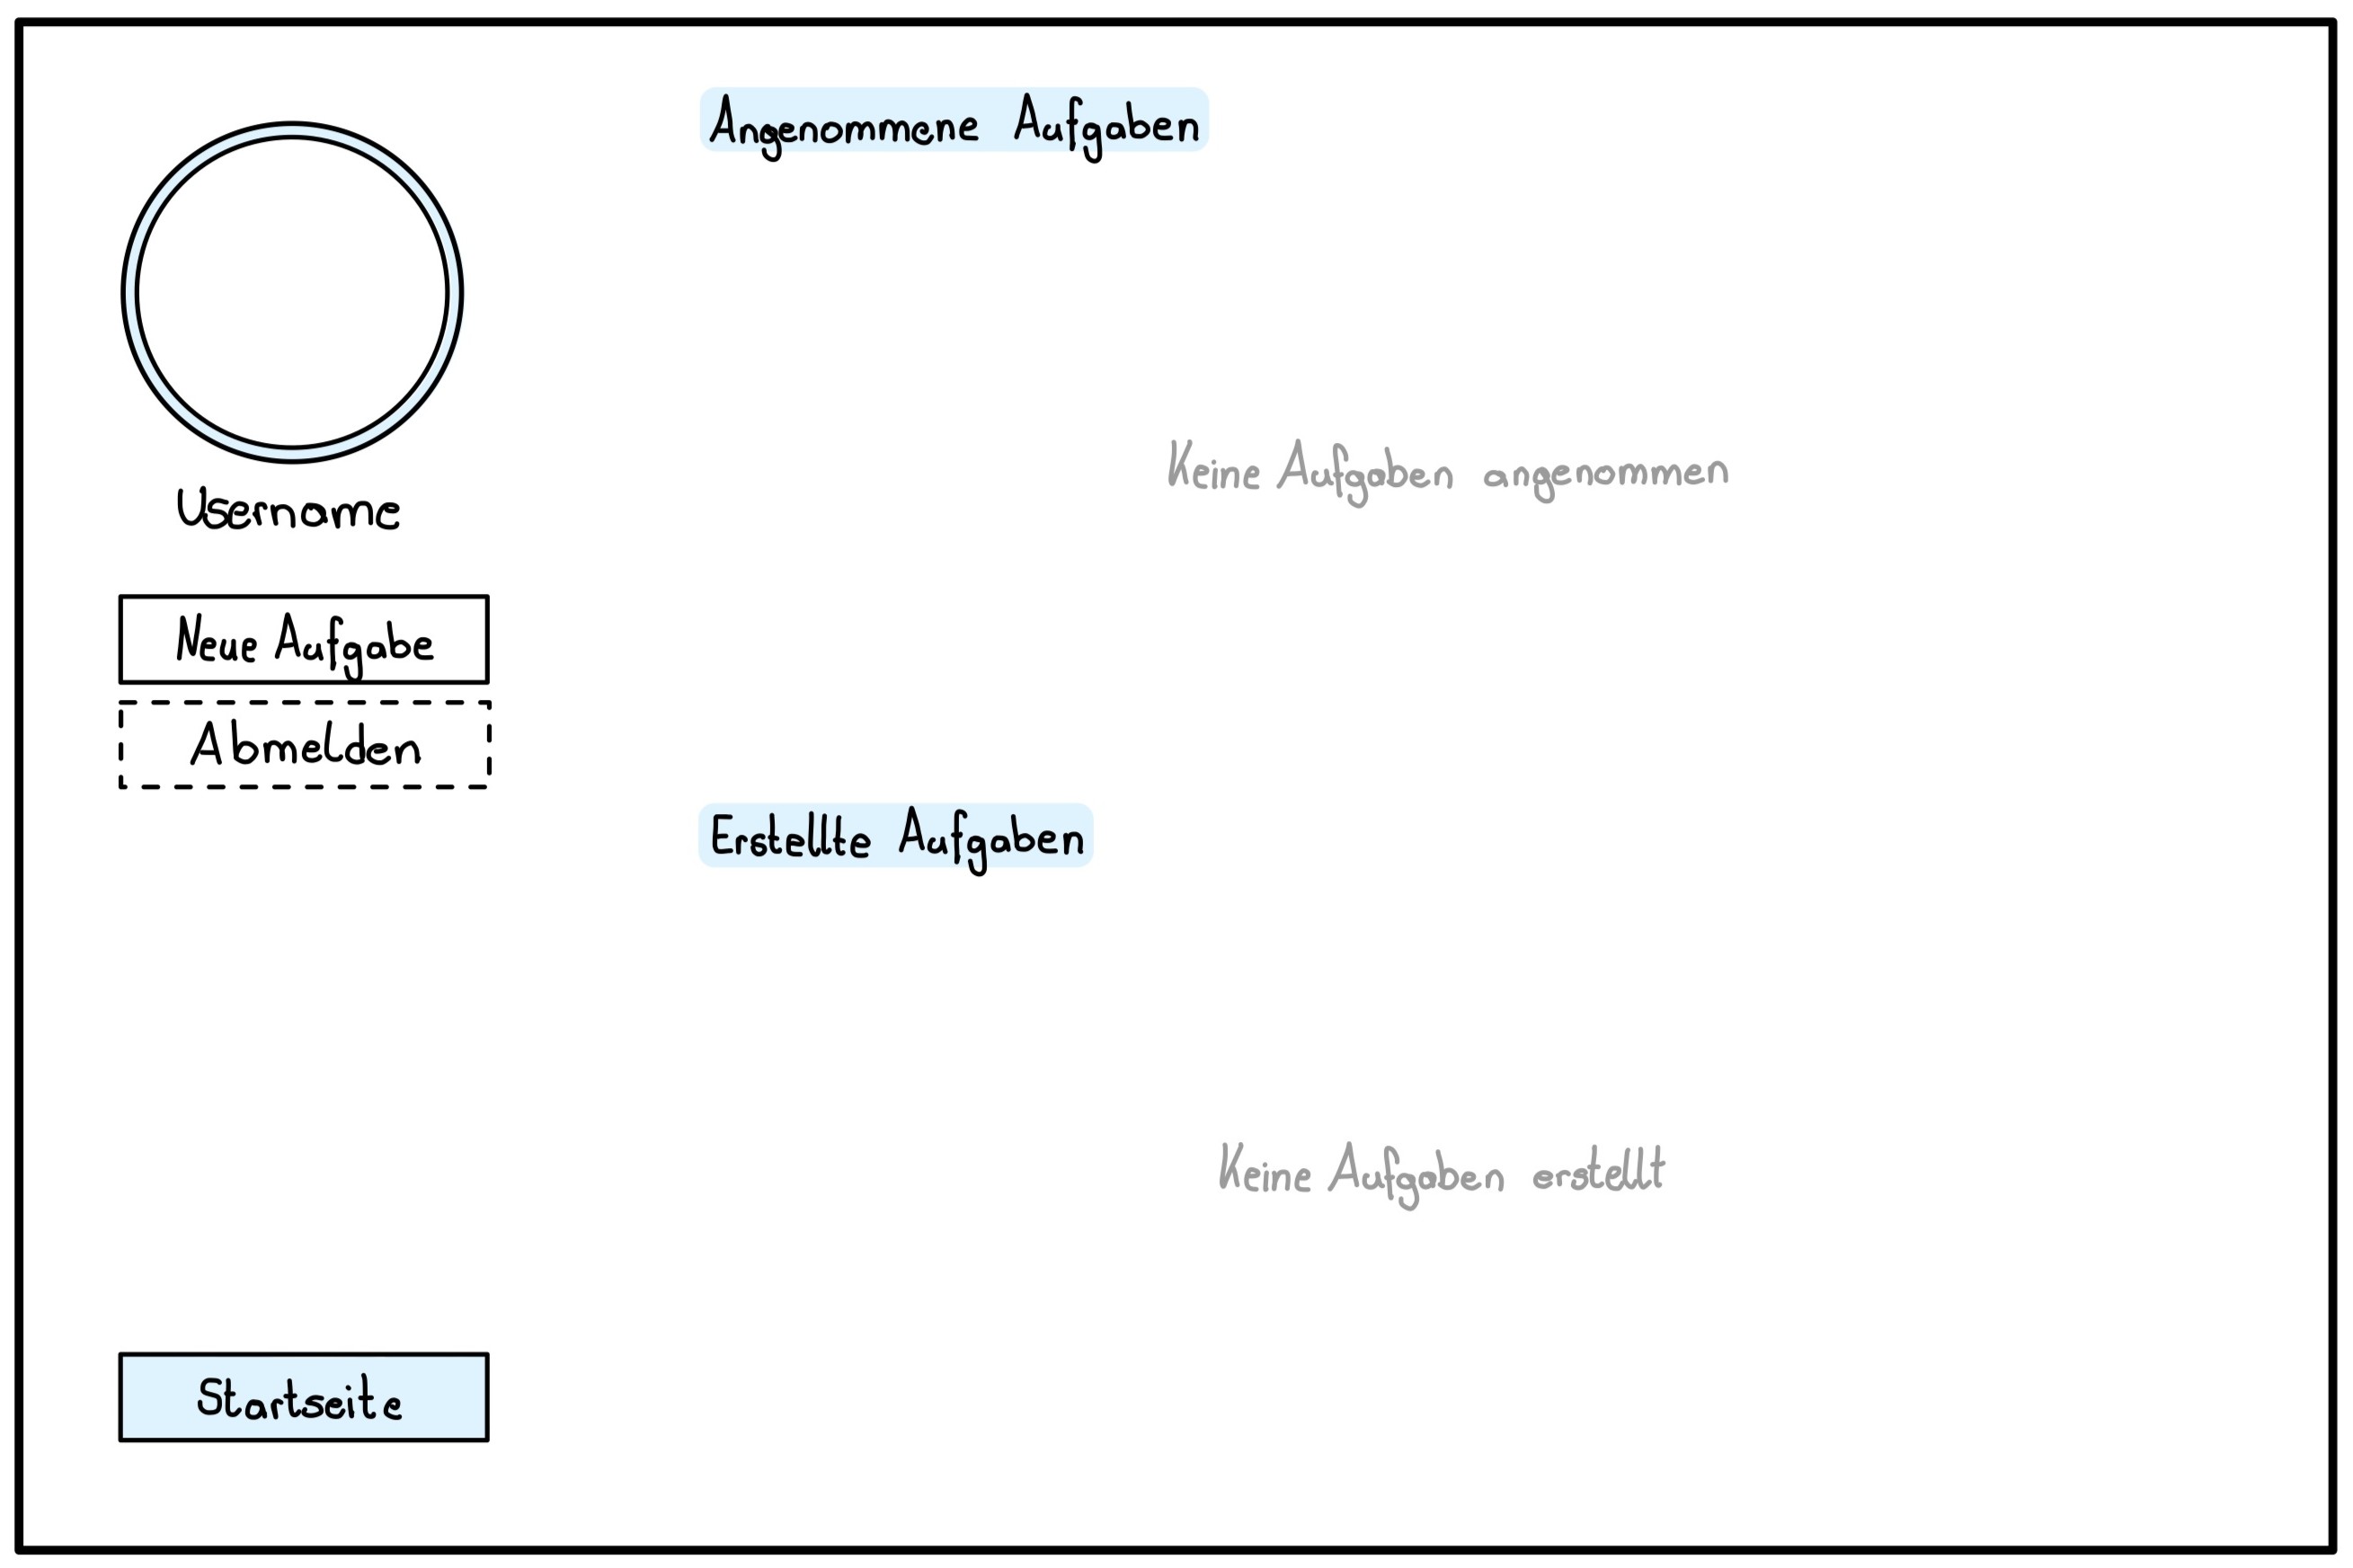 Username
Neue Aufgabe
Abmelden
Startseite
Angenommene Aufgaben
Keine Aufgaben angenommen
Erstellte Aufgaben
Keine Aufgaben erstellt